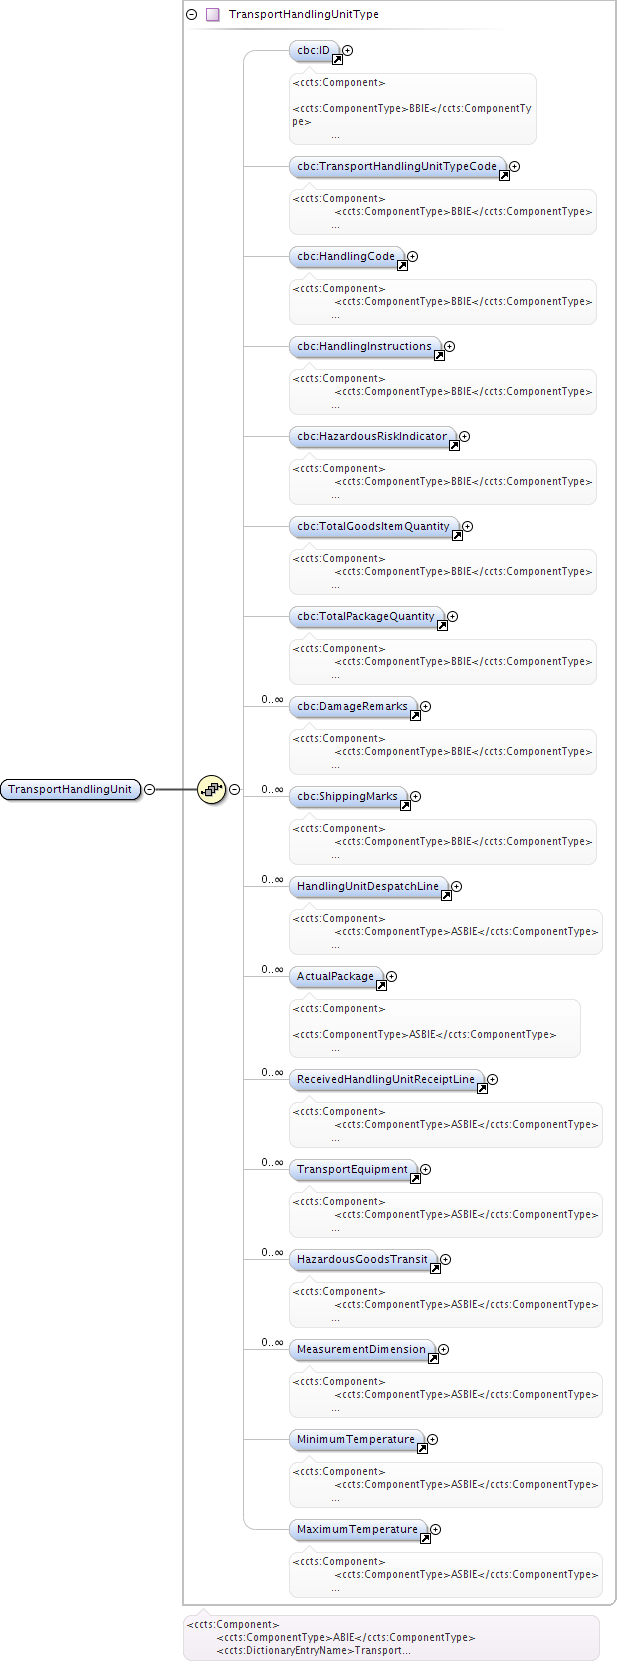 TransportHandlingUnitType
cbc:ID
<ccts:Component>
<ccts:ComponentType>BBIE</ccts:ComponentTy
pe>
...
cbc:TransportHandlingUnitTypeCode
<ccts:Component>
<ccts:ComponentType>BBIE</ccts:ComponentType>
...
cbc:HandlingCode
<ccts:Component>
<ccts:ComponentType>BBIE</ccts:ComponentType>
...
cbc:HandlingInstructions
<ccts:Component>
<ccts:ComponentType>BBIE</ccts:ComponentType>
...
cbc:HazardousRiskIndicator
<ccts:Component>
<ccts:ComponentType>BBIE</ccts:ComponentType>
...
cbc:TotalGoodsItemQuantity
<ccts:Component>
<ccts:ComponentType>BBIE</ccts:ComponentType>
...
cbc:TotalPackageQuantity
<ccts:Component>
<ccts:ComponentType>BBIE</ccts:ComponentType>
...
0..∞
cbc:DamageRemarks
<ccts:Component>
<ccts:ComponentType>BBIE</ccts:ComponentType>
...
TransportHandlingUnit
0..∞
cbc:ShippingMarks
<ccts:Component>
<ccts:ComponentType>BBIE</ccts:ComponentType>
...
0..∞
HandlingUnitDespatchLine
<ccts:Component>
<ccts:ComponentType>ASBIE</ccts:ComponentType>
...
0..∞
ActualPackage
<ccts:Component>
<ccts:ComponentType>ASBIE</ccts:ComponentType>
...
0..∞
ReceivedHandlingUnitReceiptLine
<ccts:Component>
<ccts:ComponentType>ASBIE</ccts:ComponentType>
...
0..∞
TransportEquipment
<ccts:Component>
<ccts:ComponentType>ASBIE</ccts:ComponentType>
...
0..∞
HazardousGoodsTransit
<ccts:Component>
<ccts:ComponentType>ASBIE</ccts:ComponentType>
...
0..∞
MeasurementDimension
<ccts:Component>
<ccts:ComponentType>ASBIE</ccts:ComponentType>
...
MinimumTemperature
<ccts:Component>
<ccts:ComponentType>ASBIE</ccts:ComponentType>
...
MaximumTemperature
<ccts:Component>
<ccts:ComponentType>ASBIE</ccts:ComponentType>
...
<ccts:Component>
<ccts:ComponentType>ABIE</ccts:ComponentType>
<ccts:DictionaryEntryName>Transport...